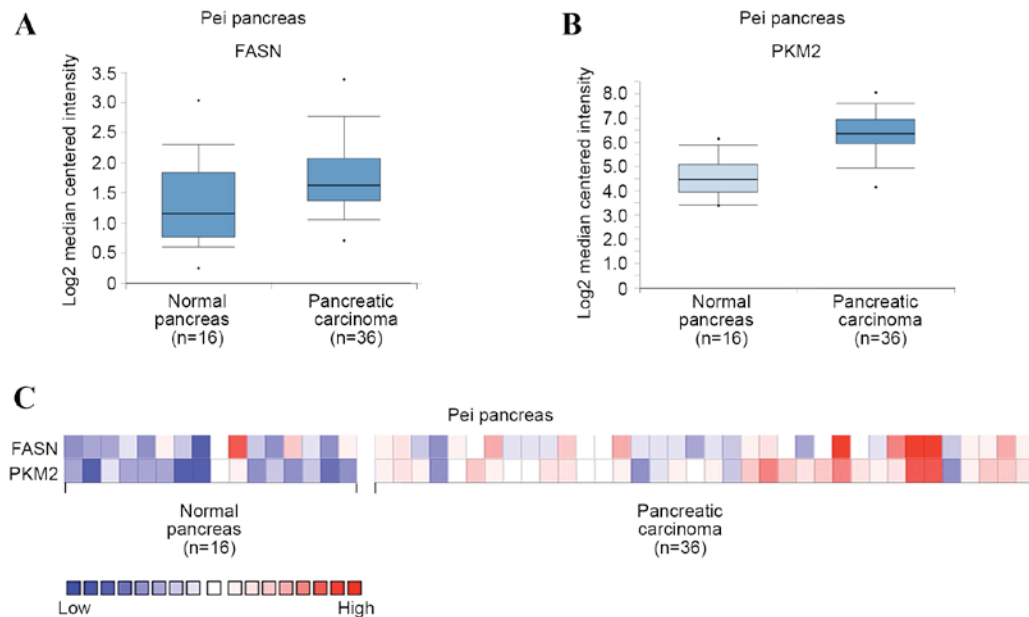 A
Pei pancreas
FASN
Log2 median centered intensity
3.5
3.0
2.5
2.0
1.5
1.0
0.5
0
Normal
pancreas
(n=16)
Pancreatic
carcinoma
(n=36)
B
Pei pancreas
PKM2
Log2 median centered intensity
8.0
7.0
6.0
5.0
4.0
5.0
3.0
2.0
1.0
0
Normal
pancreas
(n=16)
Pancreatic
carcinoma
(n=36)
C
Pei pancreas
FASN
PKM2
Normal
pancreas
(n=16)
Pancreatic
carcinoma
(n=36)
Low
High